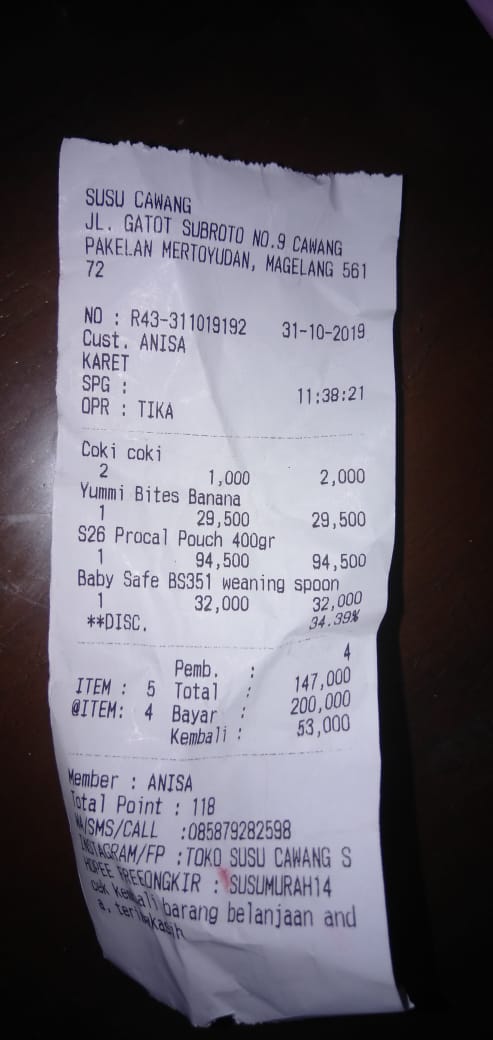 SUSU CAWANG
JL. GATOT SUBROTO NO.9 CAWANG
PAKELAN MERTOYUDAN, MAGELANG 561
72
NO : R43-311019192 31-10-2019
Cust. ANISA
KARET
SPG : 11:38:21
OPR : TIKA
Coki coki
2 1,000 2,000
Yummi Bites Banana
1 29,500 29,500
S26 Procal Pouch 400gr
1 94,500 94,500
Baby Safe BS351 weaning spoon
1 32,000 32,000
**DISC. 34.39%
Pemb. : 4
ITEM : 5 Total : 147,000
@ITEM: 4 Bayar : 200,000
Kembali : 53,000
Member : ANISA
Total Point : 118
WA/SMS/CALL :085879282598
INSTAGRAM/FP :TOKO SUSU CAWANG S
HOPEE FREEONGKIR : SUSUMURAH14
cek kembali barang belanjaan and
a, terimakasih